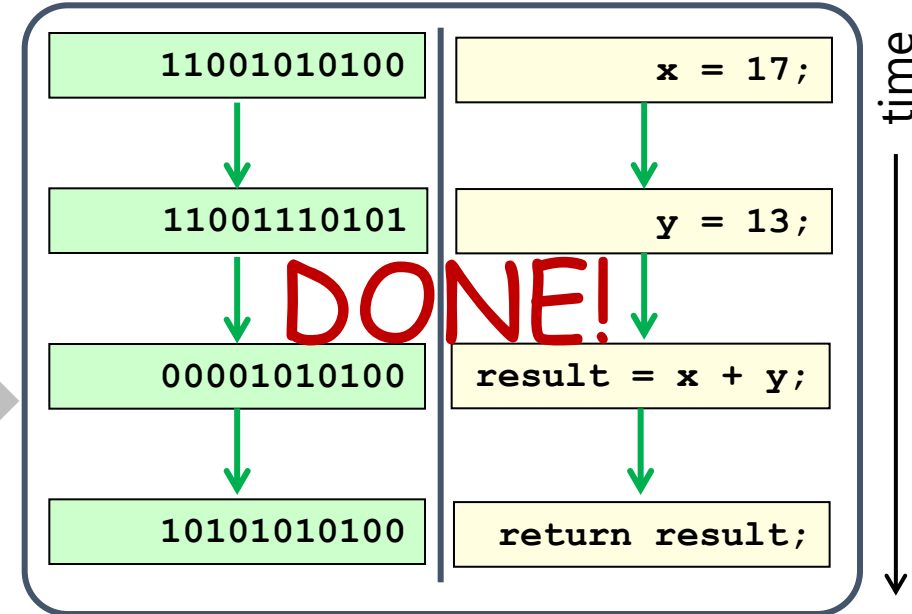 11001010100
x = 17;
time
11001110101
y = 13;
DONE!
00001010100
result = x + y;
10101010100
return result;